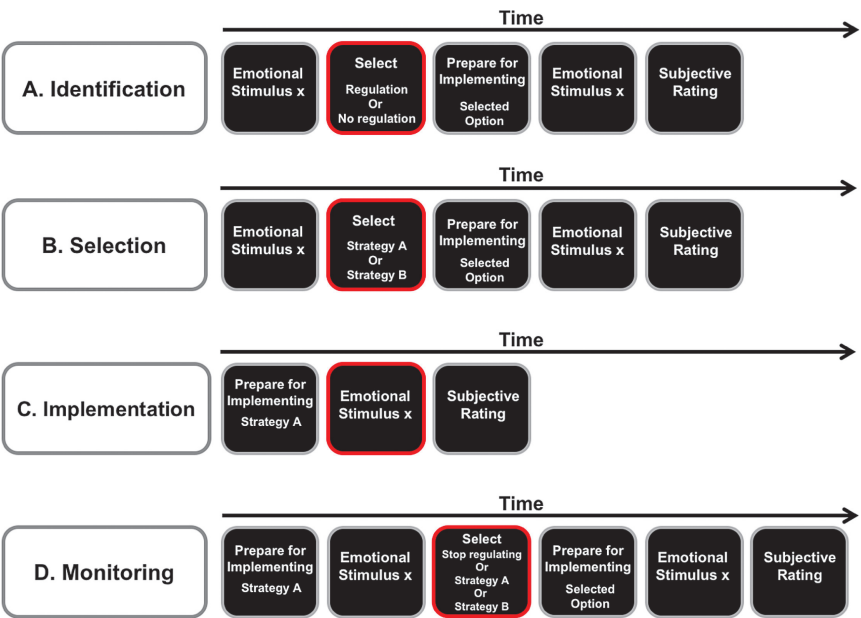 Time
A. Identification
Emotional
Stimulus x
Select
Regulation
Or
No regulation
Prepare for
Implementing
Selected
Option
Emotional
Stimulus x
Subjective
Rating
Time
B. Selection
Emotional
Stimulus x
Select
Strategy A
Or
Strategy B
Prepare for
Implementing
Selected
Option
Emotional
Stimulus x
Subjective
Rating
Time
C. Implementation
Prepare for
Implementing
Strategy A
Emotional
Stimulus x
Subjective
Rating
Time
D. Monitoring
Prepare for
Implementing
Strategy A
Emotional
Stimulus x
Select
Stop regulating
Or
Strategy A
Or
Strategy B
Prepare for
Implementing
Selected
Option
Emotional
Stimulus x
Subjective
Rating